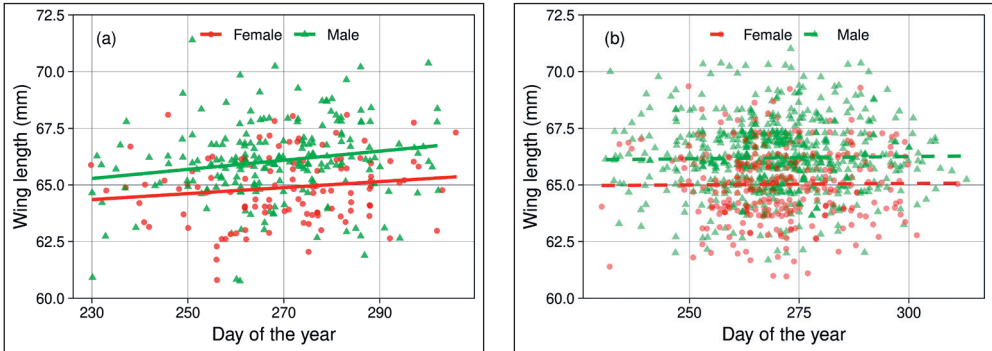 (a) Female Male
72.5
70.0
67.5
65.0
62.5
60.0
Wing length (mm)
230 250 270 290
Day of the year
(b) Female Male
72.5
70.0
67.5
65.0
62.5
60.0
Wing length (mm)
250 275 300
Day of the year